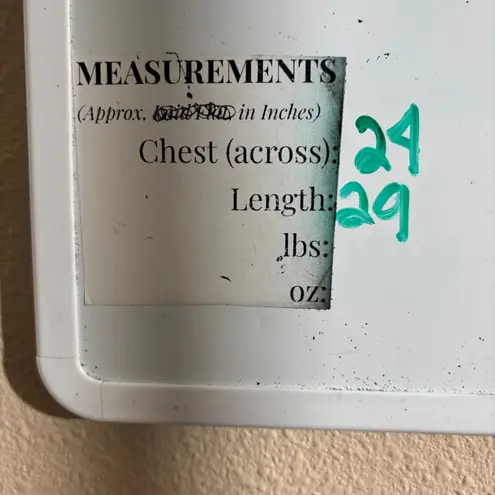 MEASUREMENTS
(Approx, in Inches)
Chest (across): 24
Length: 29
lbs:
oz: